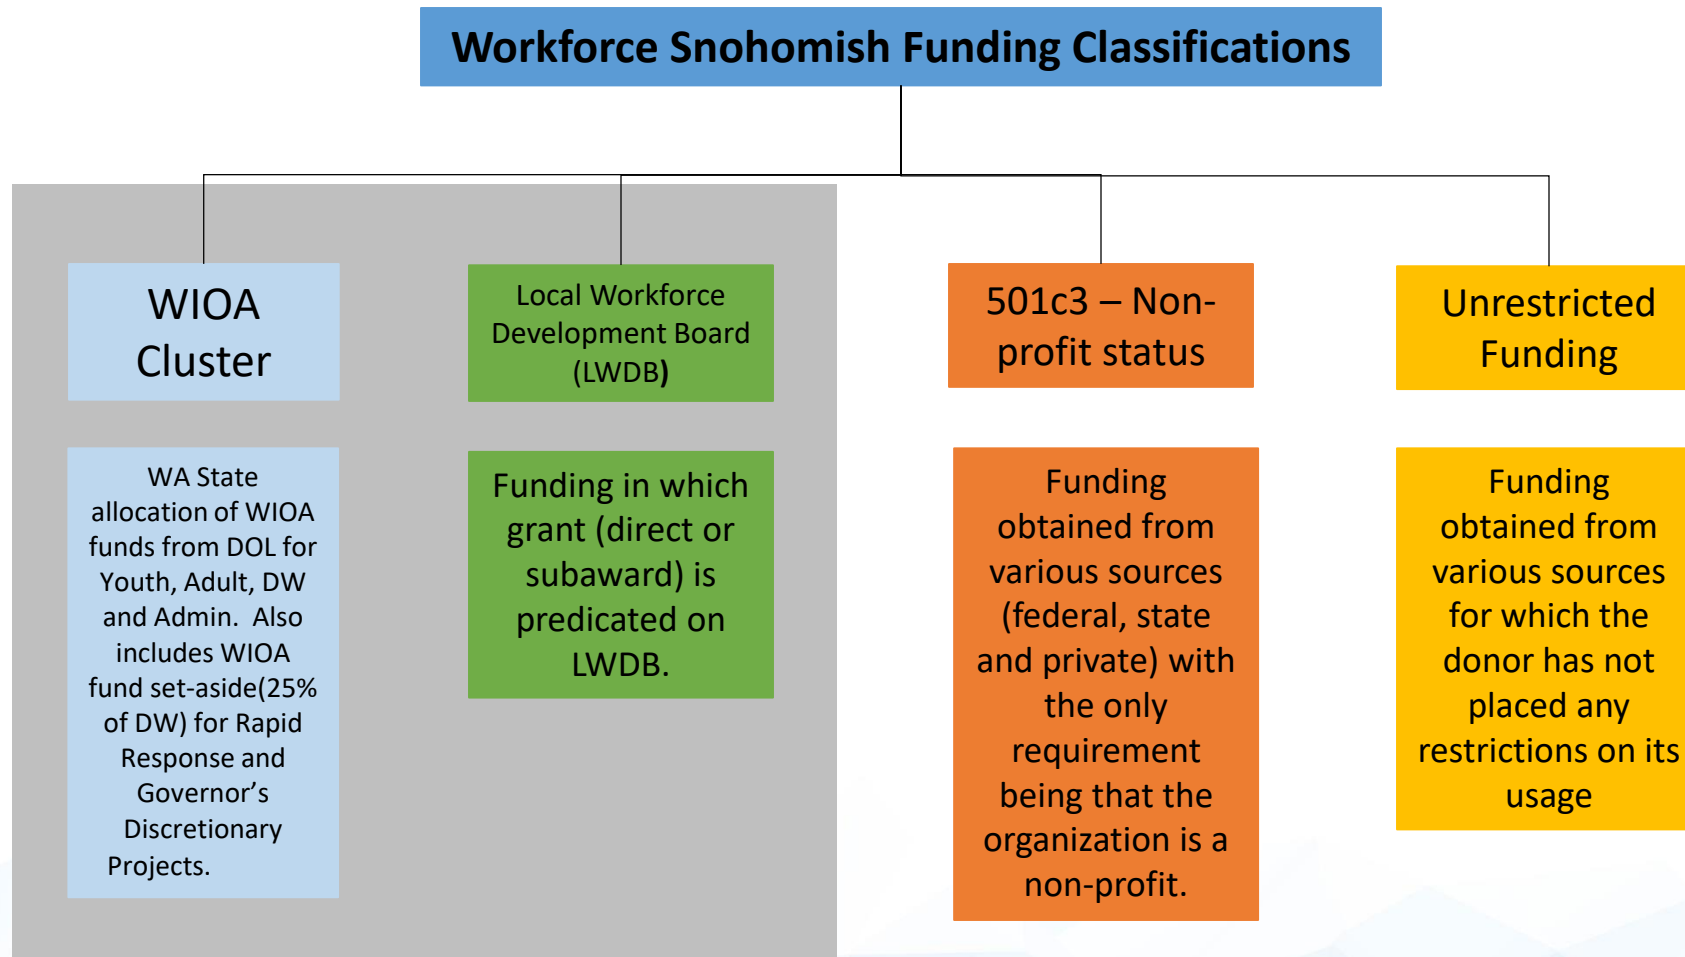 Workforce Snohomish Funding Classifications
WIOA
Cluster
WA State
allocation of WIOA
funds from DOL for
Youth, Adult, DW
and Admin.  Also
includes WIOA
fund set-aside(25%
of DW) for Rapid
Response and
Governor’s
Discretionary
Projects.
Local Workforce
Development Board
(LWDB)
Funding in which
grant (direct or
subaward) is
predicated on
LWDB.
501c3 – Non-
profit status
Funding
obtained from
various sources
(federal, state
and private) with
the only
requirement
being that the
organization is a
non-profit.
Unrestricted
Funding
Funding
obtained from
various sources
for which the
donor has not
placed any
restrictions on its
usage